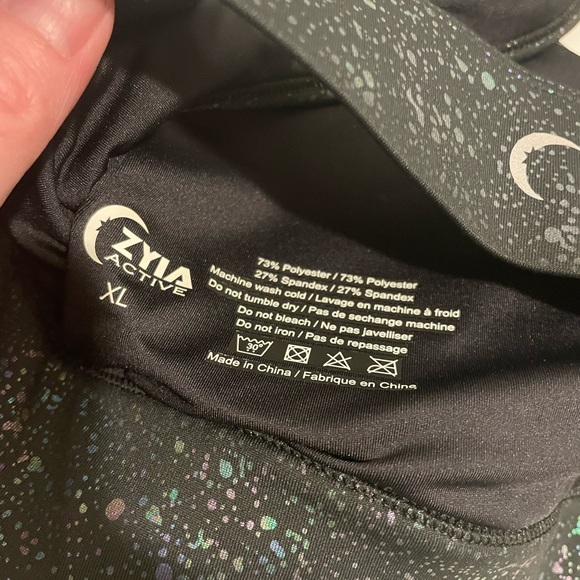 ZYIA
ACTIVE
XL
73% Polyester / 73% Polyester
27% Spandex / 27% Spandex
Machine wash cold / Lavage en machine à froid
Do not tumble dry / Pas de sechange machine
Do not bleach / Ne pas javelliser
Do not iron / Pas de repassage
30°
Made in China / Fabrique en China